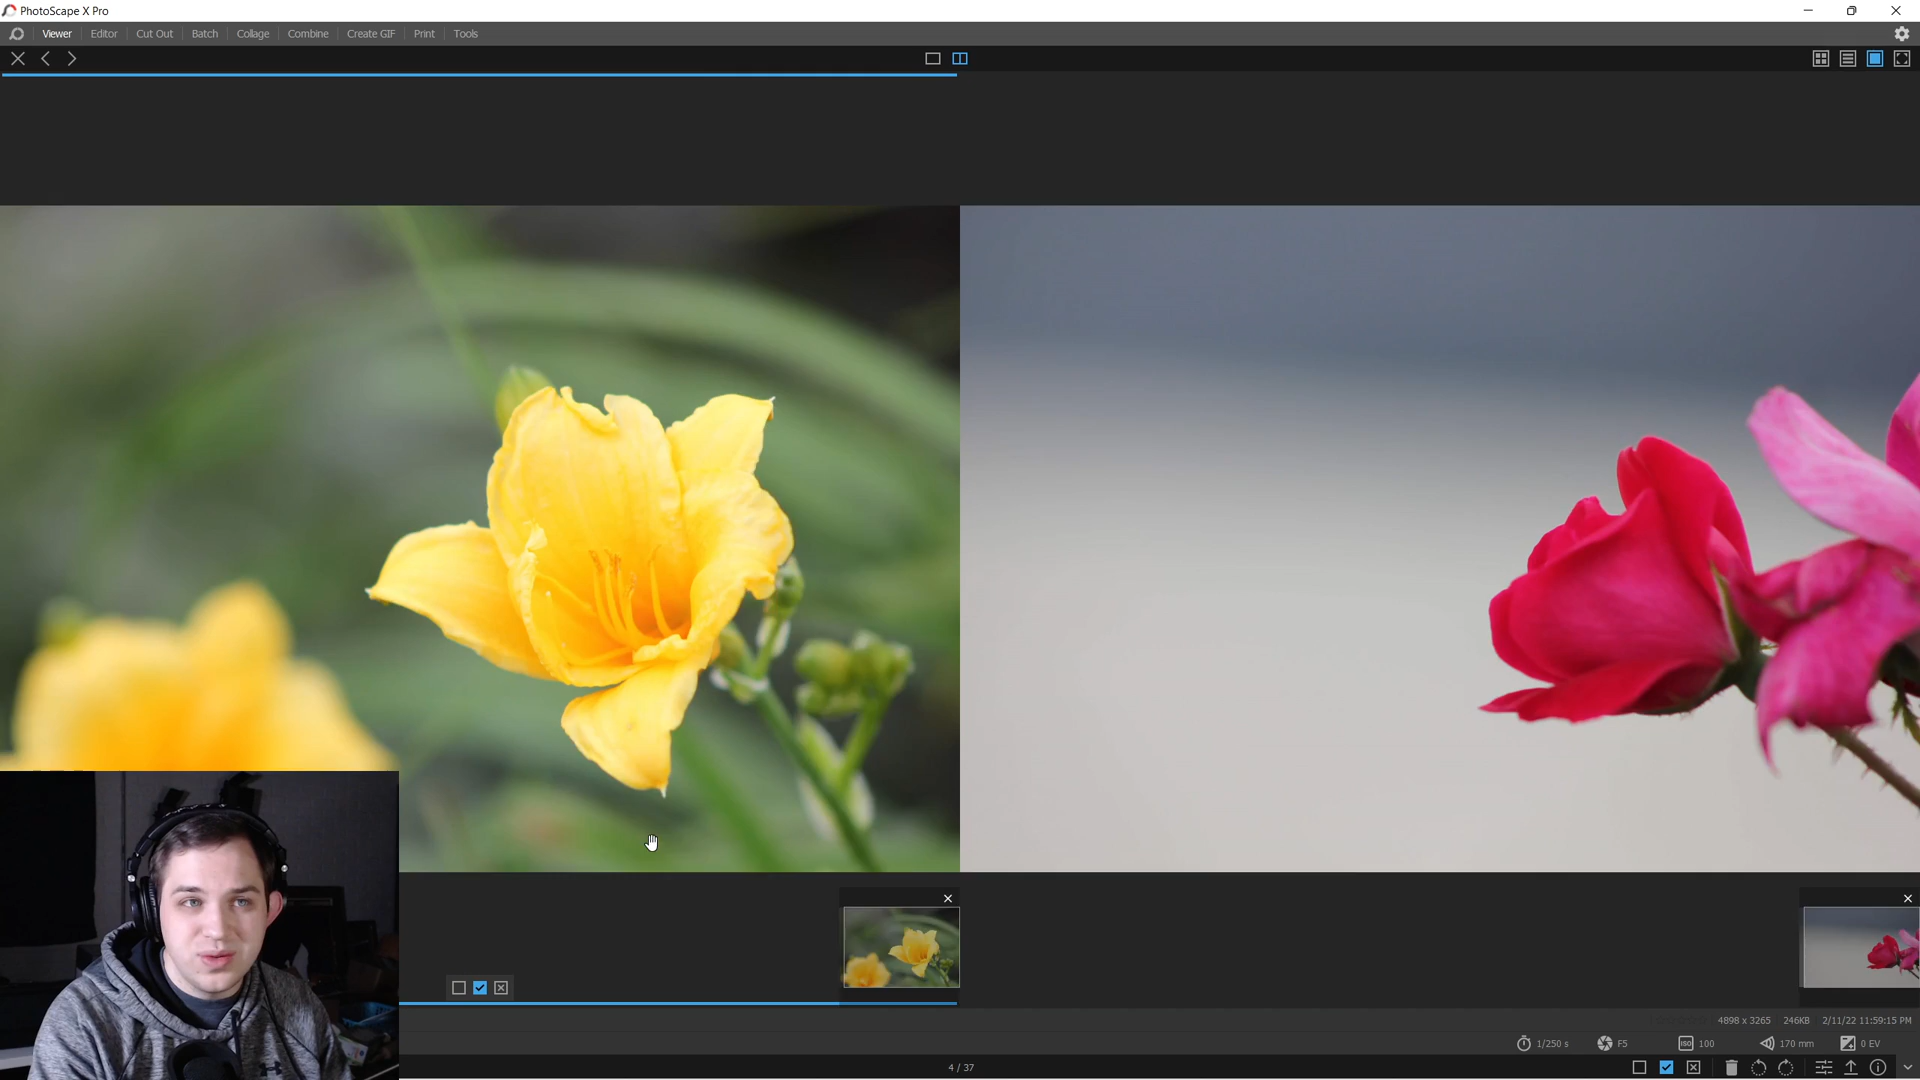 PhotoScape X Pro
Viewer Editor Cut Out Batch Collage Combine Create GIF Print Tools
4898 x 3265 246KB 2/11/22 11:59:15 PM
1/250 s F5 ISO 100 170 mm 0 EV
4 / 37